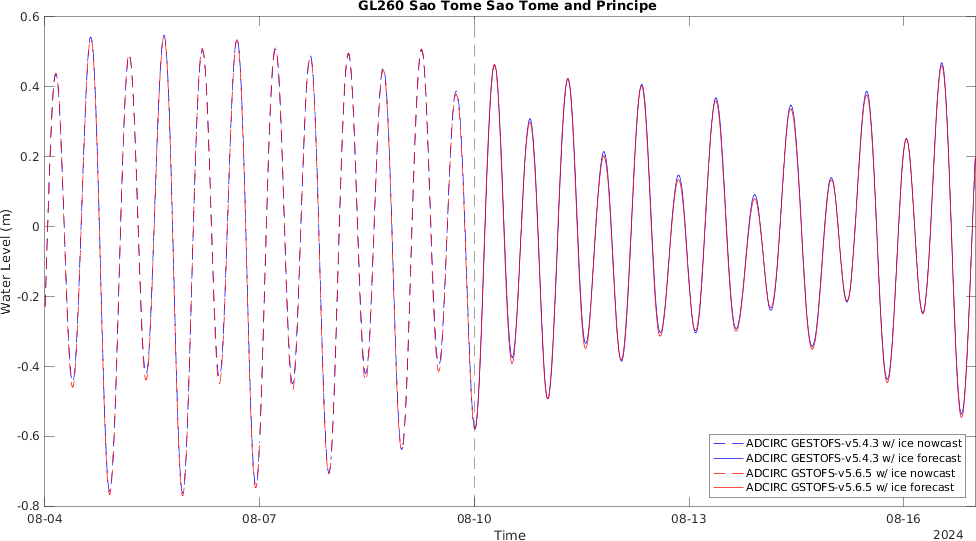 GL260 Sao Tome Sao Tome and Principe
0.6
0.4
0.2
0
-0.2
-0.4
-0.6
-0.8
Water Level (m)
ADCIRC GESTOFS-v5.4.3 w/ ice nowcast
ADCIRC GESTOFS-v5.4.3 w/ ice forecast
ADCIRC GSTOFS-v5.6.5 w/ ice nowcast
ADCIRC GSTOFS-v5.6.5 w/ ice forecast
08-04 08-07 08-10 08-13 08-16
Time
2024